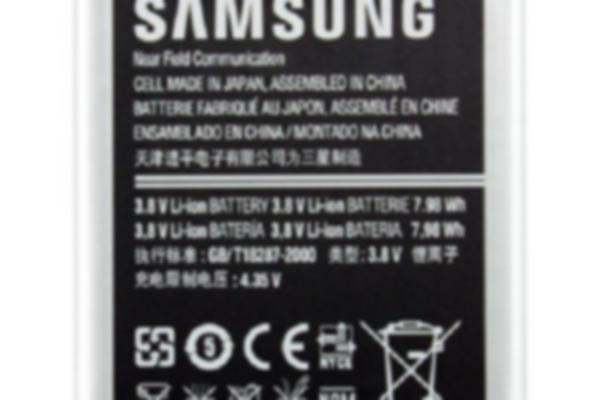 SAMSUNG
Near Field Communication
CELL MADE IN JAPAN, ASSEMBLED IN CHINA
BATTERIE FABRIQUÉ AU JAPON, ASSEMBLÉ EN CHINE
ENSAMBLADO EN CHINA / MONTADO NA CHINA
天津 电子有限公司为三星制造
3.8 V Li-ion BATTERY 3.8 V Li-ion BATTERIE 7.98 Wh
3,8 V Li-ion BATERÍA 3,8 V Li-ion BATERIA 7,98 Wh
执行标准 : GB/T18287-2000 类型 : 3.8 V 锂离子
充电限制电压 : 4.35 V
S CE NYCE